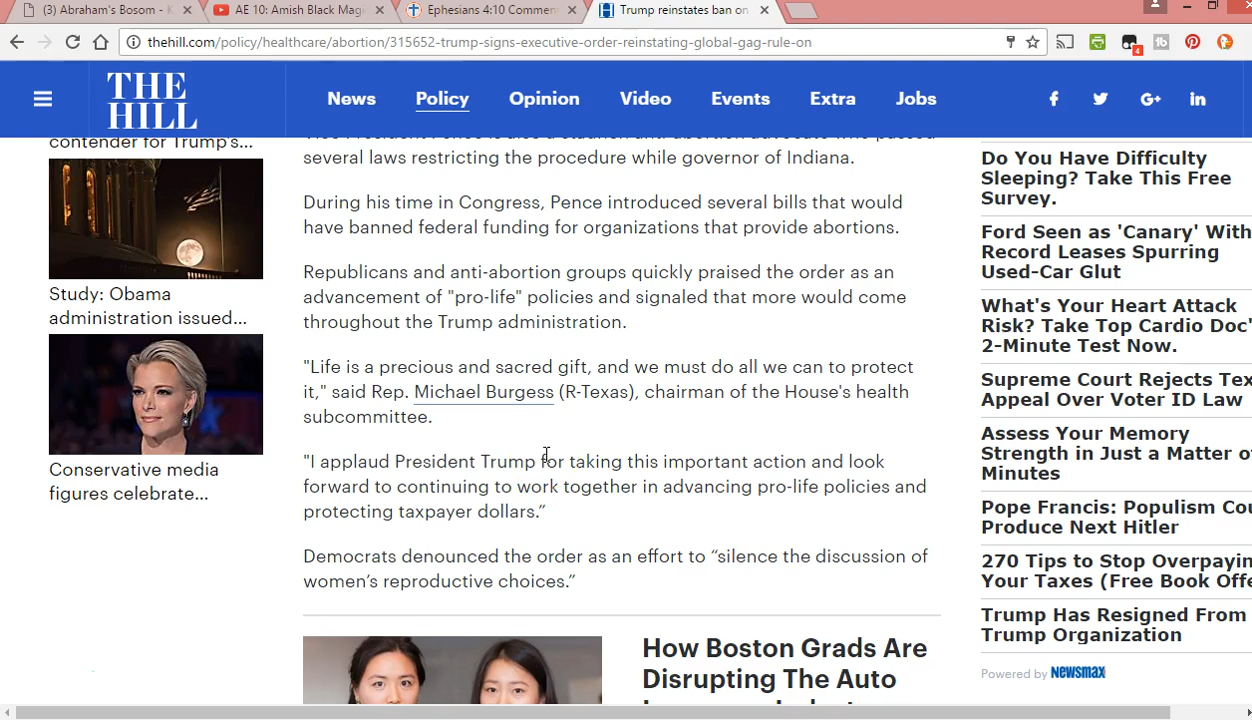 (3) Abraham's Bosom - K
AE 10: Amish Black Magi
Ephesians 4:10 Commen
Trump reinstates ban on
thehill.com/policy/healthcare/abortion/315652-trump-signs-executive-order-reinstating-global-gag-rule-on
4
tb
THE
HILL
News
Policy
Opinion
Video
Events
Extra
Jobs
G+
in
contender for Trump's...
Study: Obama
administration issued...
Conservative media
figures celebrate...
several laws restricting the procedure while governor of Indiana.
During his time in Congress, Pence introduced several bills that would
have banned federal funding for organizations that provide abortions.
Republicans and anti-abortion groups quickly praised the order as an
advancement of "pro-life" policies and signaled that more would come
throughout the Trump administration.
"Life is a precious and sacred gift, and we must do all we can to protect
it," said Rep. Michael Burgess (R-Texas), chairman of the House's health
subcommittee.
"I applaud President Trump for taking this important action and look
forward to continuing to work together in advancing pro-life policies and
protecting taxpayer dollars.”
Democrats denounced the order as an effort to “silence the discussion of
women’s reproductive choices.”
How Boston Grads Are
Disrupting The Auto
Do You Have Difficulty
Sleeping? Take This Free
Survey.
Ford Seen as 'Canary' With
Record Leases Spurring
Used-Car Glut
What's Your Heart Attack
Risk? Take Top Cardio Doc'
2-Minute Test Now.
Supreme Court Rejects Tex
Appeal Over Voter ID Law
Assess Your Memory
Strength in Just a Matter o
Minutes
Pope Francis: Populism Cou
Produce Next Hitler
270 Tips to Stop Overpayin
Your Taxes (Free Book Offe
Trump Has Resigned From
Trump Organization
Powered by Newsmax